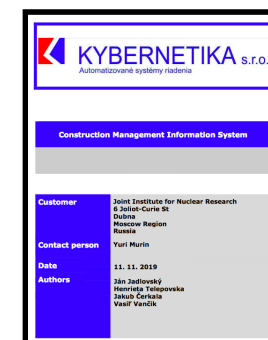 KYBERNETIKA s.r.o.
Automatizované systémy riadenia
Construction Management Information System
Customer
Joint Institute for Nuclear Research
6 Joliot-Curie St
Dubna
Moscow Region
Russia
Contact person
Yuri Murin
Date
11. 11. 2019
Authors
Ján Jadlovský
Henrieta Telepovska
Jakub Čerkala
Vasiľ Vančik